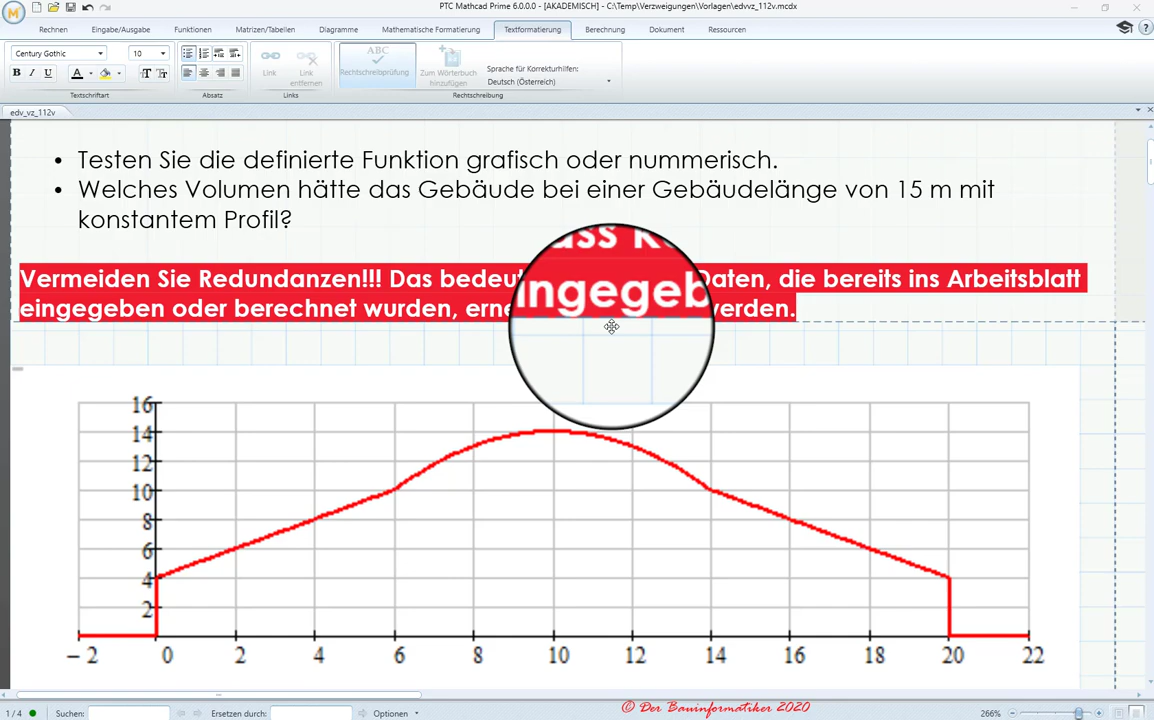 PTC Mathcad Prime 6.0.0.0 - [AKADEMISCH] - C:\Temp\Verzweigungen\Vorlagen\edvvz_112v.mcdx
Rechnen Eingabe/Ausgabe Funktionen Matrizen/Tabellen Diagramme Mathematische Formatierung Textformatierung Berechnung Dokument Ressourcen
Century Gothic 10
B I U A
Link
Link entfernen
ABC
Rechtschreibprüfung
Zum Wörterbuch hinzufügen
Sprache für Korrekturhilfen:
Deutsch (Österreich)
Textschriftart Absatz Links Rechtschreibung
edv_vz_112v
• Testen Sie die definierte Funktion grafisch oder nummerisch.
• Welches Volumen hätte das Gebäude bei einer Gebäudelänge von 15 m mit
konstantem Profil?
Vermeiden Sie Redundanzen!!! Das Daten, die bereits ins Arbeitsblatt
eingegeben oder berechnet wurden, werden.
ingegeb
16
14
12
10
8
6
4
2
−2 0 2 4 6 8 10 12 14 16 18 20 22
© Der Bauinformatiker 2020
1 / 4 Suchen: Ersetzen durch: Optionen 266%